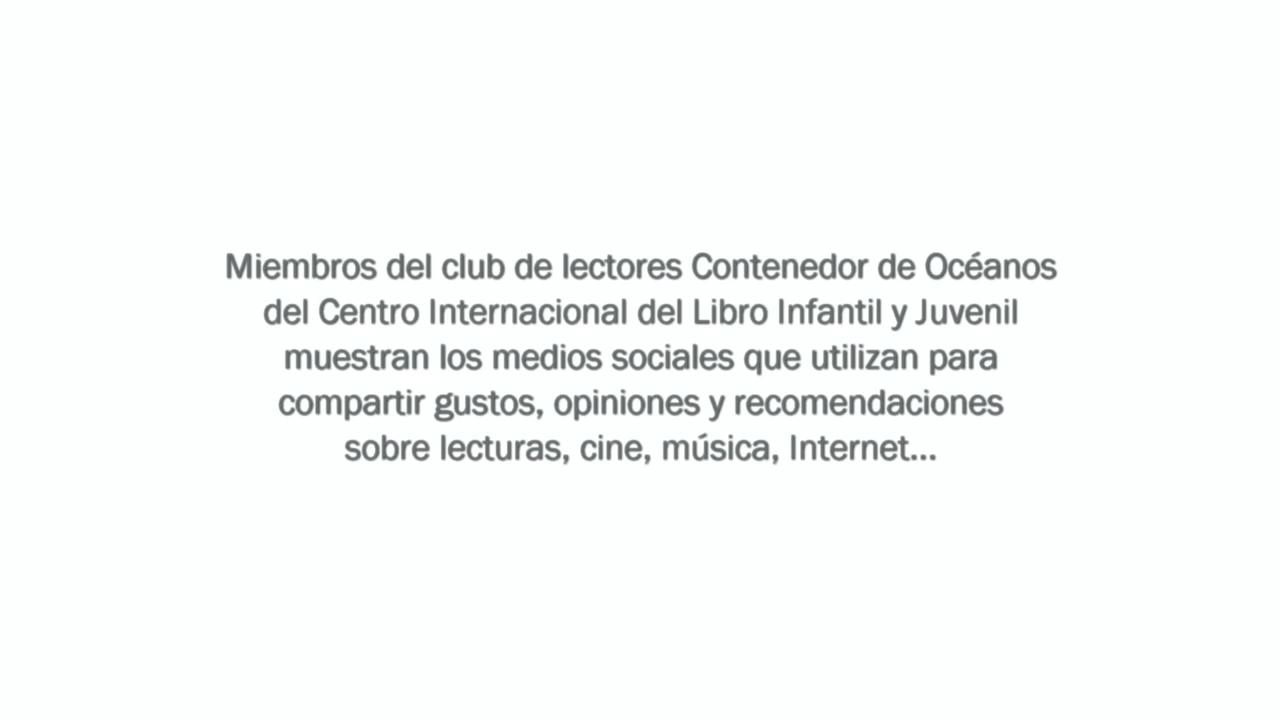 Miembros del club de lectores Contenedor de Océanos
del Centro Internacional del Libro Infantil y Juvenil
muestran los medios sociales que utilizan para
compartir gustos, opiniones y recomendaciones
sobre lecturas, cine, música, Internet...